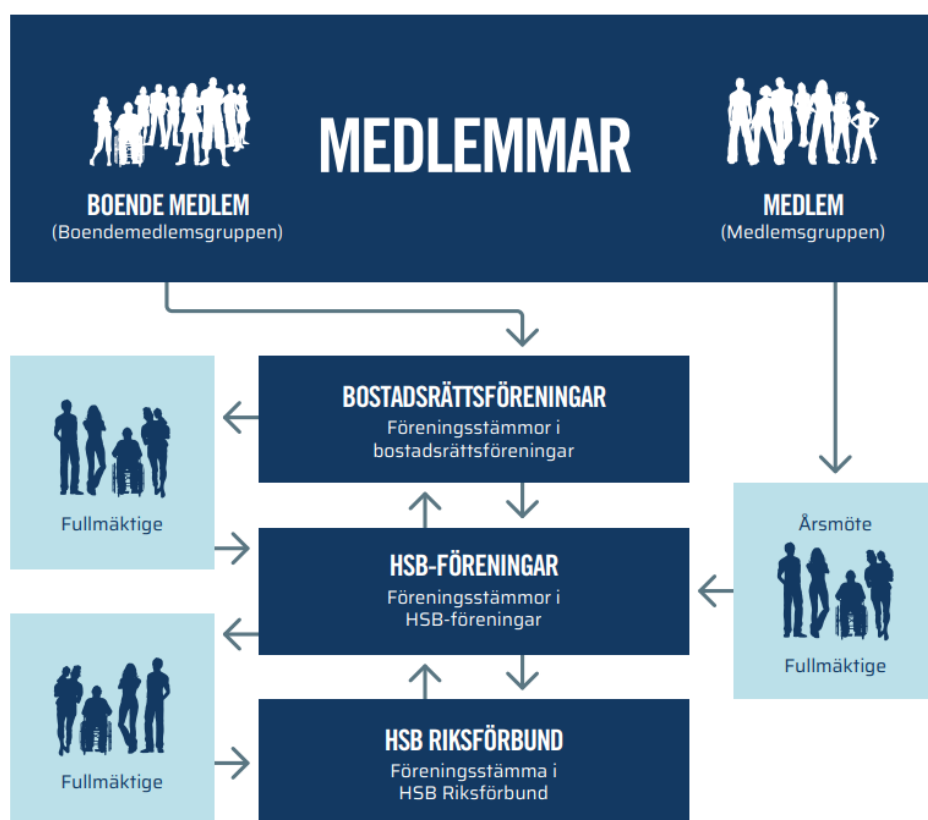 MEDLEMMAR
BOENDE MEDLEM
(Boendemedlemsgruppen)
MEDLEM
(Medlemsgruppen)
BOSTADSRÄTTSFÖRENINGAR
Föreningsstämmor i
bostadsrättsföreningar
Fullmäktige
HSB-FÖRENINGAR
Föreningsstämmor i
HSB-föreningar
Årsmöte
Fullmäktige
HSB RIKSFÖRBUND
Föreningsstämma i
HSB Riksförbund
Fullmäktige